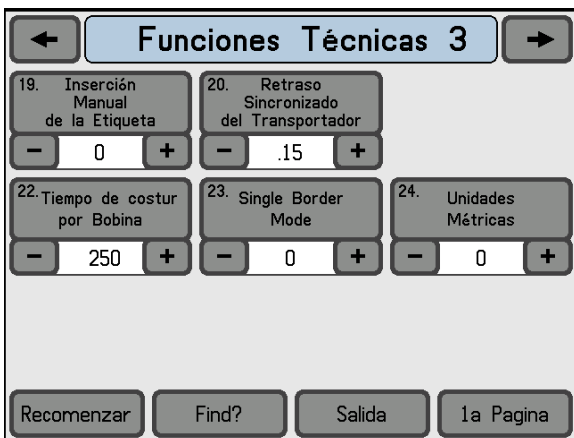 Funciones Técnicas 3
19. Inserción
Manual
de la Etiqueta
20. Retraso
Sincronizado
del Transportador
- 0 +
- .15 +
22. Tiempo de costur
por Bobina
23. Single Border
Mode
24. Unidades
Métricas
- 250 +
- 0 +
- 0 +
Recomenzar
Find?
Salida
1a Pagina